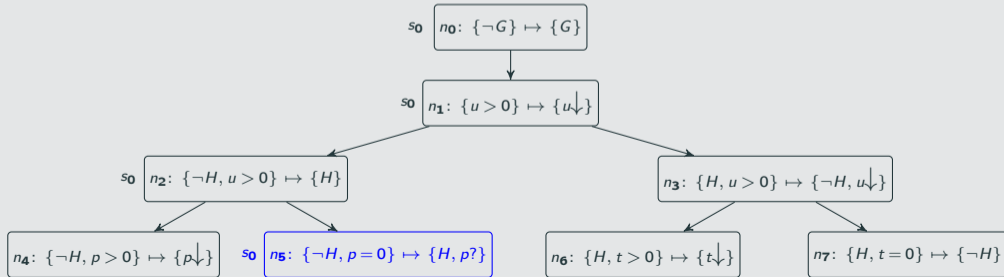 s₀ n₀: {¬G} ↦ {G}
s₀ n₁: {u > 0} ↦ {u↓}
s₀ n₂: {¬H, u > 0} ↦ {H}
n₃: {H, u > 0} ↦ {¬H, u↓}
n₄: {¬H, p > 0} ↦ {p↓}
s₀ n₅: {¬H, p = 0} ↦ {H, p?}
n₆: {H, t > 0} ↦ {t↓}
n₇: {H, t = 0} ↦ {¬H}